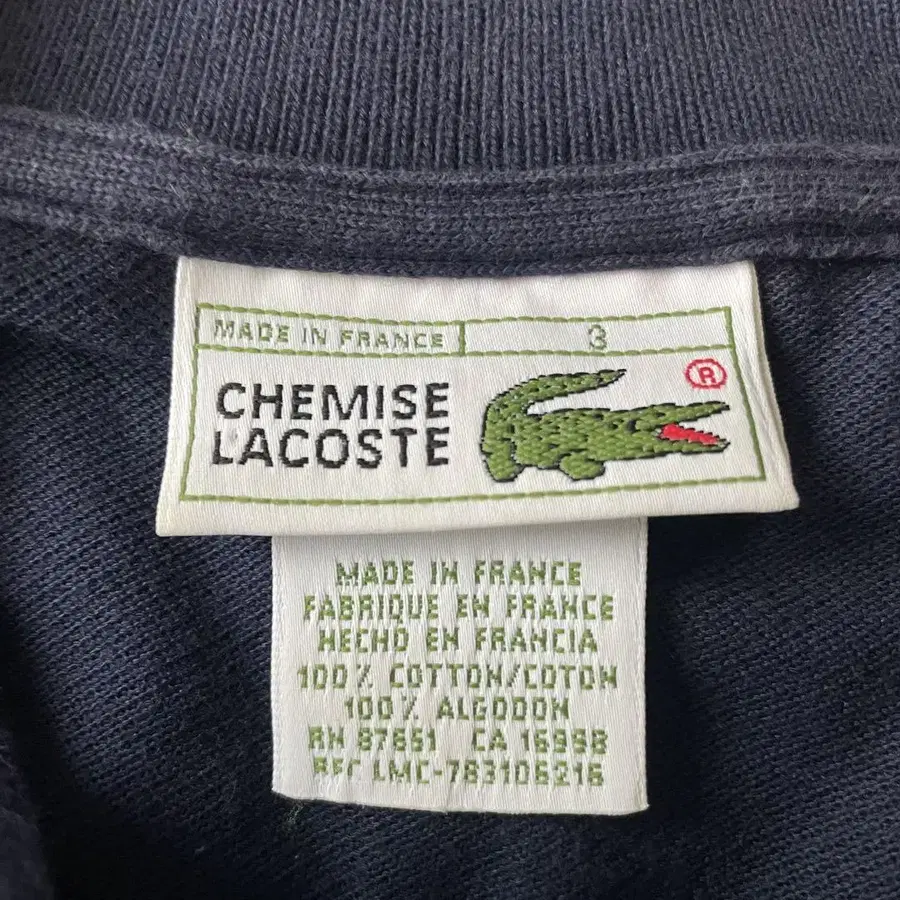 MADE IN FRANCE 3
CHEMISE
LACOSTE
®
MADE IN FRANCE
FABRIQUE EN FRANCE
HECHO EN FRANCIA
100% COTTON/COTON
100% ALGODON
RN 87651 CA 16998
REF LMC-783106216